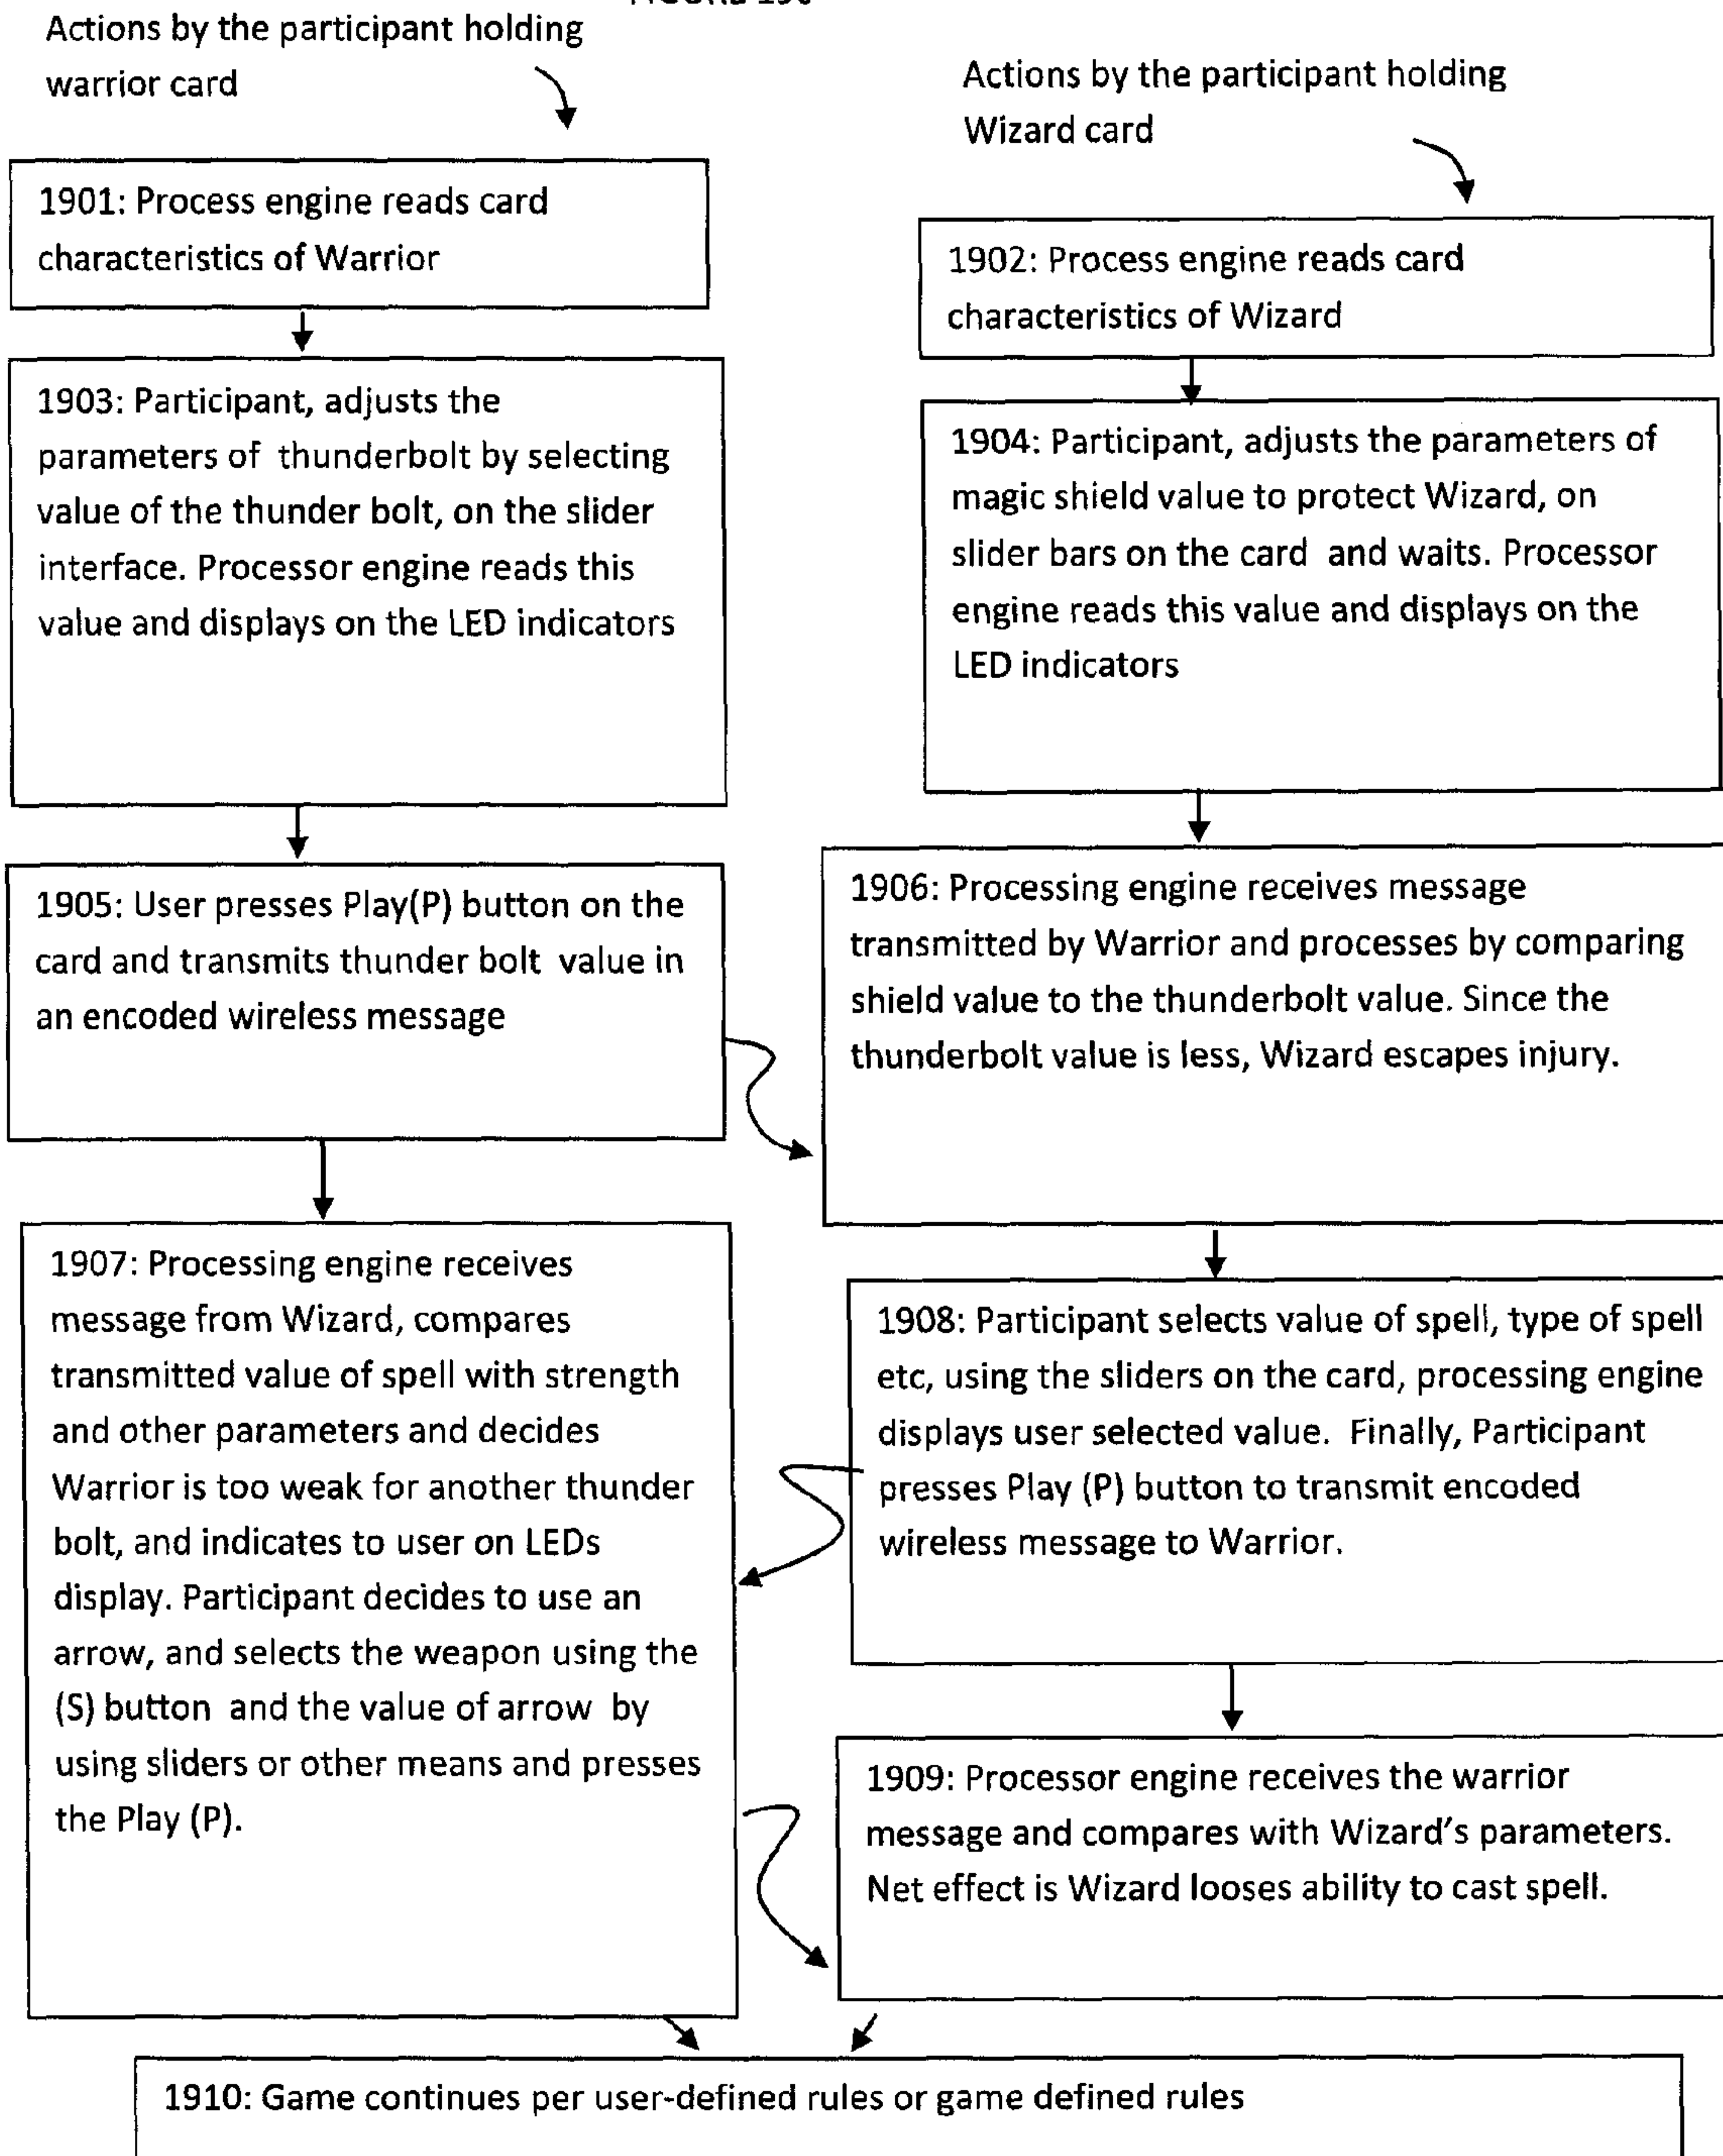 Actions by the participant holding
warrior card
Actions by the participant holding
Wizard card
1901: Process engine reads card
characteristics of Warrior
1902: Process engine reads card
characteristics of Wizard
1903: Participant, adjusts the
parameters of thunderbolt by selecting
value of the thunder bolt, on the slider
interface. Processor engine reads this
value and displays on the LED indicators
1904: Participant, adjusts the parameters of
magic shield value to protect Wizard, on
slider bars on the card and waits. Processor
engine reads this value and displays on the
LED indicators
1905: User presses Play(P) button on the
card and transmits thunder bolt value in
an encoded wireless message
1906: Processing engine receives message
transmitted by Warrior and processes by comparing
shield value to the thunderbolt value. Since the
thunderbolt value is less, Wizard escapes injury.
1907: Processing engine receives
message from Wizard, compares
transmitted value of spell with strength
and other parameters and decides
Warrior is too weak for another thunder
bolt, and indicates to user on LEDs
display. Participant decides to use an
arrow, and selects the weapon using the
(S) button and the value of arrow by
using sliders or other means and presses
the Play (P).
1908: Participant selects value of spell, type of spell
etc, using the sliders on the card, processing engine
displays user selected value. Finally, Participant
presses Play (P) button to transmit encoded
wireless message to Warrior.
1909: Processor engine receives the warrior
message and compares with Wizard's parameters.
Net effect is Wizard looses ability to cast spell.
1910: Game continues per user-defined rules or game defined rules